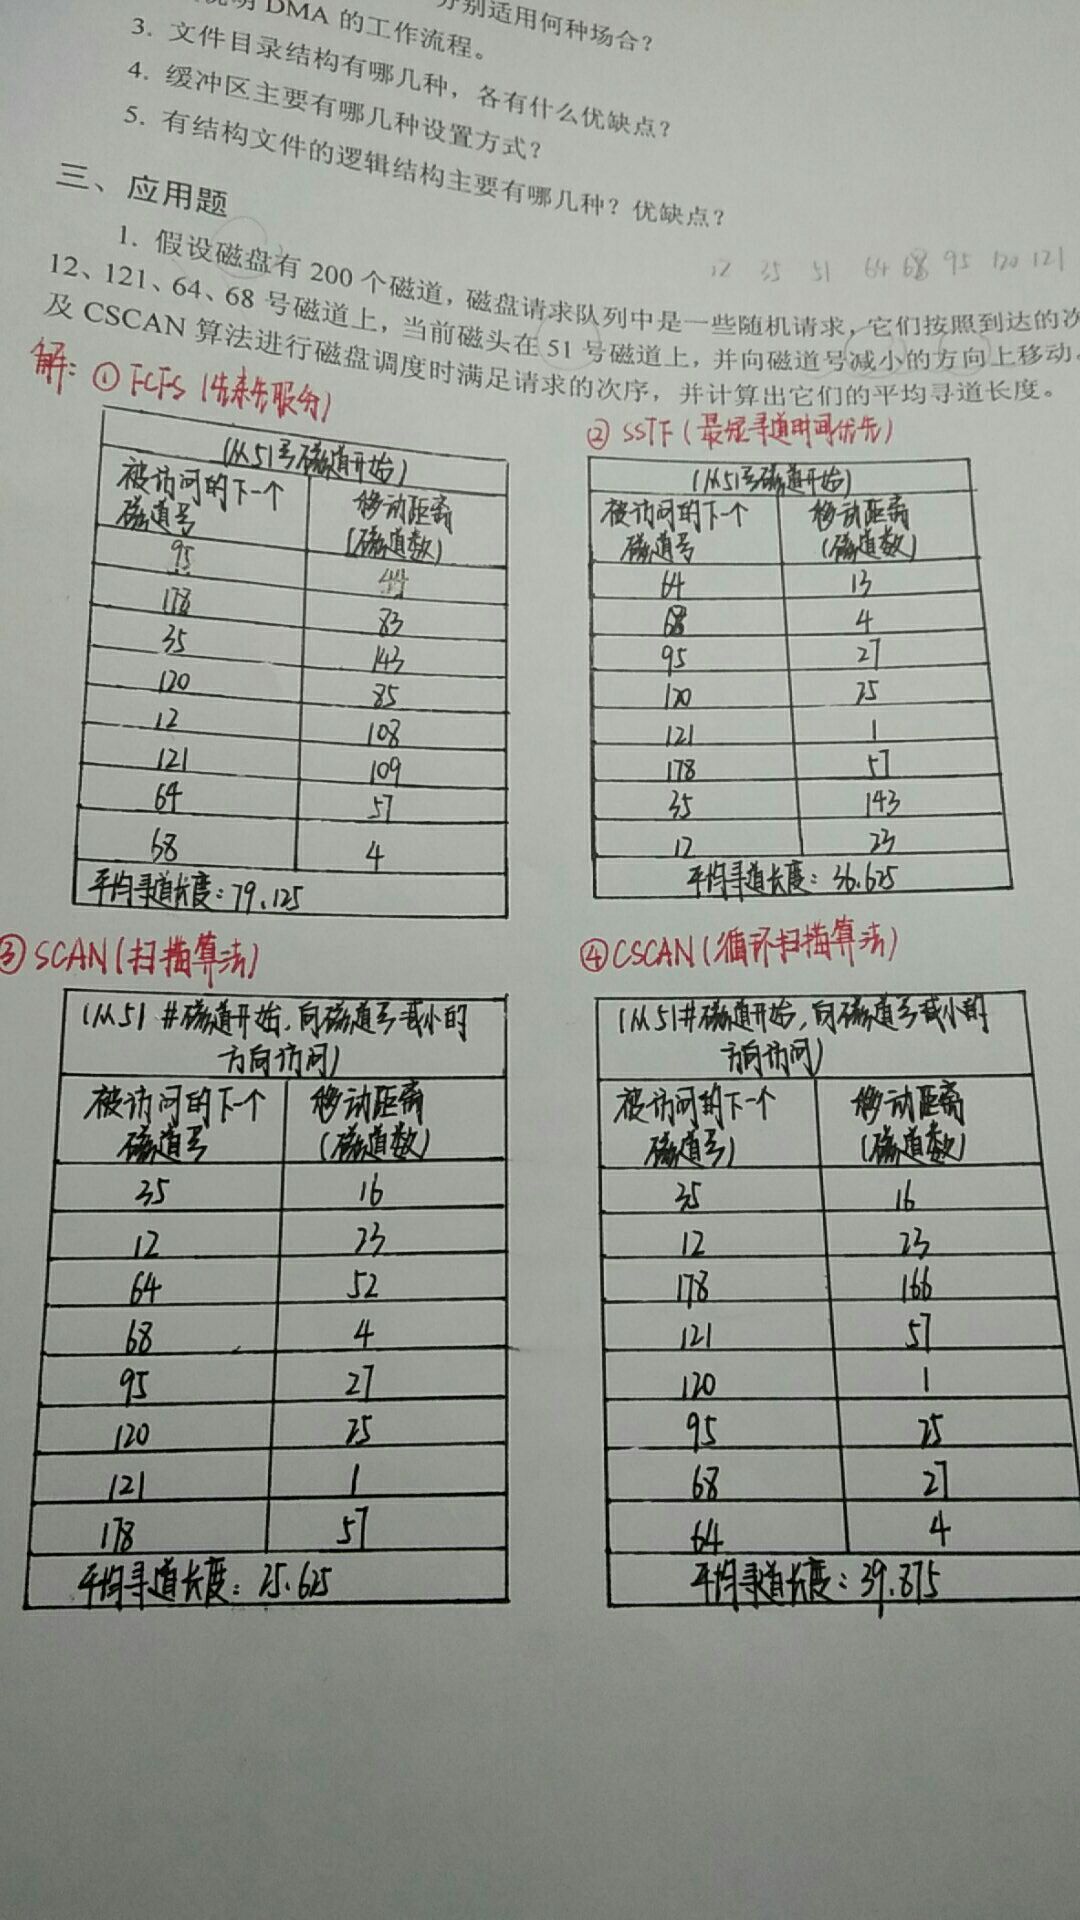 说明 DMA 的工作流程。
分别适用何种场合？
3. 文件目录结构有哪几种，各有什么优缺点？
4. 缓冲区主要有哪几种设置方式？
5. 有结构文件的逻辑结构主要有哪几种？优缺点？
三、应用题
12 35 51 64 68 95 120 121
1. 假设磁盘有 200 个磁道，磁盘请求队列中是一些随机请求，它们按照到达的次
12、121、64、68 号磁道上，当前磁头在 51 号磁道上，并向磁道号减小的方向上移动。
及 CSCAN 算法进行磁盘调度时满足请求的次序，并计算出它们的平均寻道长度。
解：① FCFS（先来先服务）
（从51号磁道开始）
被访问的下一个磁道号 移动距离（磁道数）
95 44
178 83
35 143
120 85
12 108
121 109
64 57
68 4
平均寻道长度：79.125
② SSTF（最短寻道时间优先）
（从51号磁道开始）
被访问的下一个磁道号 移动距离（磁道数）
64 13
68 4
95 27
120 25
121 1
178 57
35 143
12 23
平均寻道长度：36.625
③ SCAN（扫描算法）
（从51#磁道开始，向磁道号减小的
方向访问）
被访问的下一个磁道号 移动距离（磁道数）
35 16
12 23
64 52
68 4
95 27
120 25
121 1
178 57
平均寻道长度：25.625
④ CSCAN（循环扫描算法）
（从51#磁道开始，向磁道号减小的
方向访问）
被访问的下一个磁道号） 移动距离（磁道数）
35 16
12 23
178 166
121 57
120 1
95 25
68 27
64 4
平均寻道长度：39.875